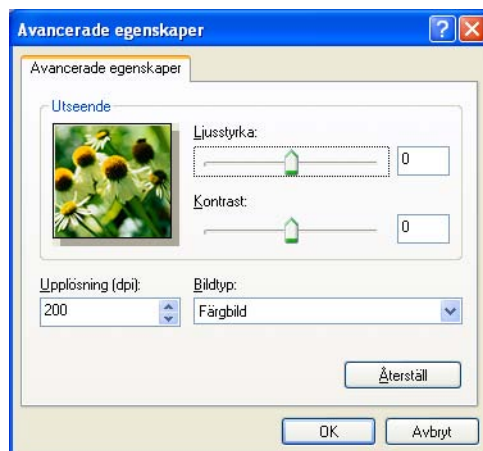 Avancerade egenskaper
Avancerade egenskaper
Utseende
Ljusstyrka:
0
Kontrast:
0
Upplösning (dpi):
200
Bildtyp:
Färgbild
Återställ
OK
Avbryt